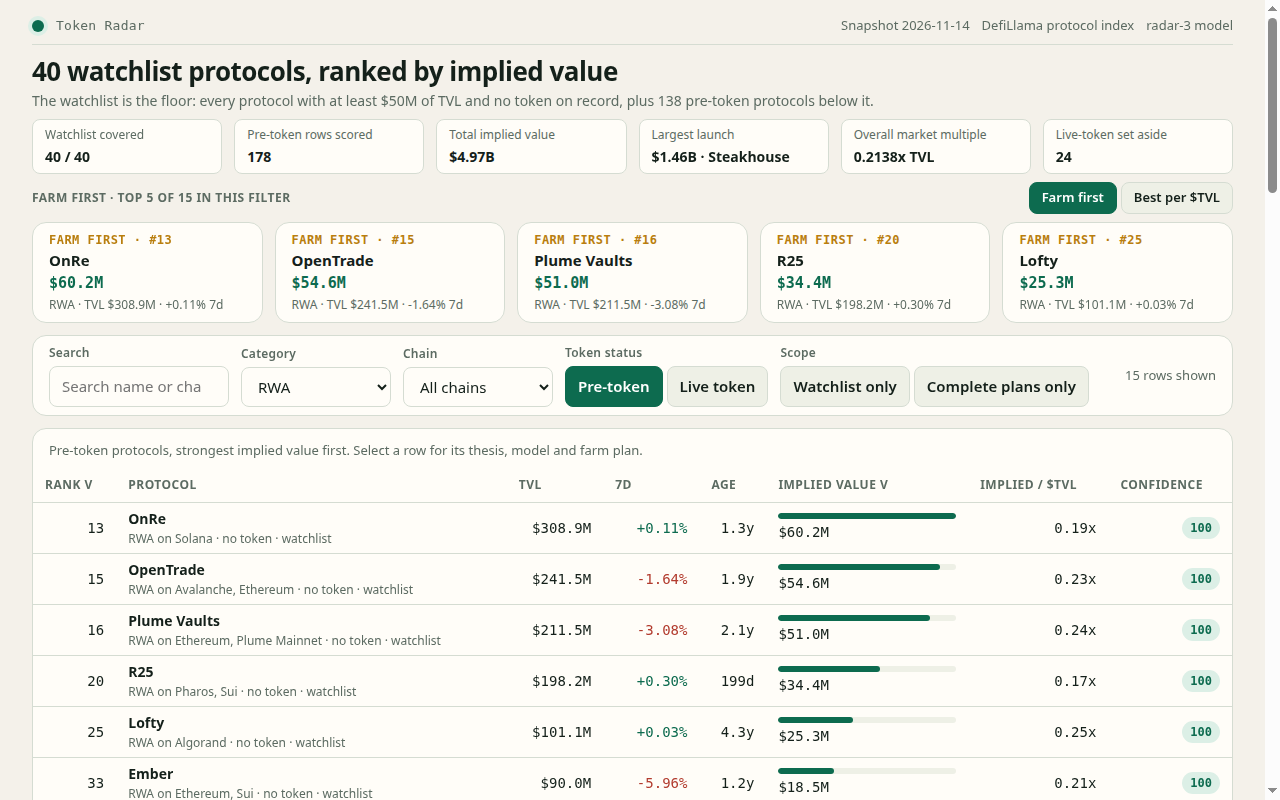 Token Radar
Snapshot 2026-11-14 DefiLlama protocol index radar-3 model
40 watchlist protocols, ranked by implied value
The watchlist is the floor: every protocol with at least $50M of TVL and no token on record, plus 138 pre-token protocols below it.
Watchlist covered
40 / 40
Pre-token rows scored
178
Total implied value
$4.97B
Largest launch
$1.46B · Steakhouse
Overall market multiple
0.2138x TVL
Live-token set aside
24
FARM FIRST · TOP 5 OF 15 IN THIS FILTER
Farm first
Best per $TVL
FARM FIRST · #13
OnRe
$60.2M
RWA · TVL $308.9M · +0.11% 7d
FARM FIRST · #15
OpenTrade
$54.6M
RWA · TVL $241.5M · -1.64% 7d
FARM FIRST · #16
Plume Vaults
$51.0M
RWA · TVL $211.5M · -3.08% 7d
FARM FIRST · #20
R25
$34.4M
RWA · TVL $198.2M · +0.30% 7d
FARM FIRST · #25
Lofty
$25.3M
RWA · TVL $101.1M · +0.03% 7d
Search
Search name or cha
Category
RWA
Chain
All chains
Token status
Pre-token
Live token
Scope
Watchlist only
Complete plans only
15 rows shown
Pre-token protocols, strongest implied value first. Select a row for its thesis, model and farm plan.
RANK V PROTOCOL TVL 7D AGE IMPLIED VALUE V IMPLIED / $TVL CONFIDENCE
13 OnRe $308.9M +0.11% 1.3y $60.2M 0.19x 100
RWA on Solana · no token · watchlist
15 OpenTrade $241.5M -1.64% 1.9y $54.6M 0.23x 100
RWA on Avalanche, Ethereum · no token · watchlist
16 Plume Vaults $211.5M -3.08% 2.1y $51.0M 0.24x 100
RWA on Ethereum, Plume Mainnet · no token · watchlist
20 R25 $198.2M +0.30% 199d $34.4M 0.17x 100
RWA on Pharos, Sui · no token · watchlist
25 Lofty $101.1M +0.03% 4.3y $25.3M 0.25x 100
RWA on Algorand · no token · watchlist
33 Ember $90.0M -5.96% 1.2y $18.5M 0.21x 100
RWA on Ethereum, Sui · no token · watchlist